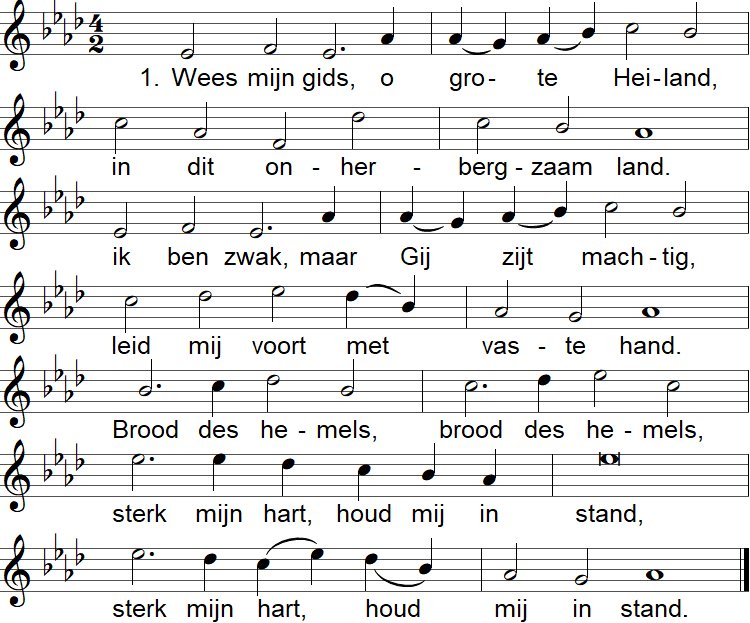 4
2
1. Wees mijn gids, o gro- te Hei-land,
in dit on - her - berg - zaam land.
ik ben zwak, maar Gij zijt mach - tig,
leid mij voort met vas - te hand.
Brood des he - mels, brood des he - mels,
sterk mijn hart, houd mij in stand,
sterk mijn hart, houd mij in stand.